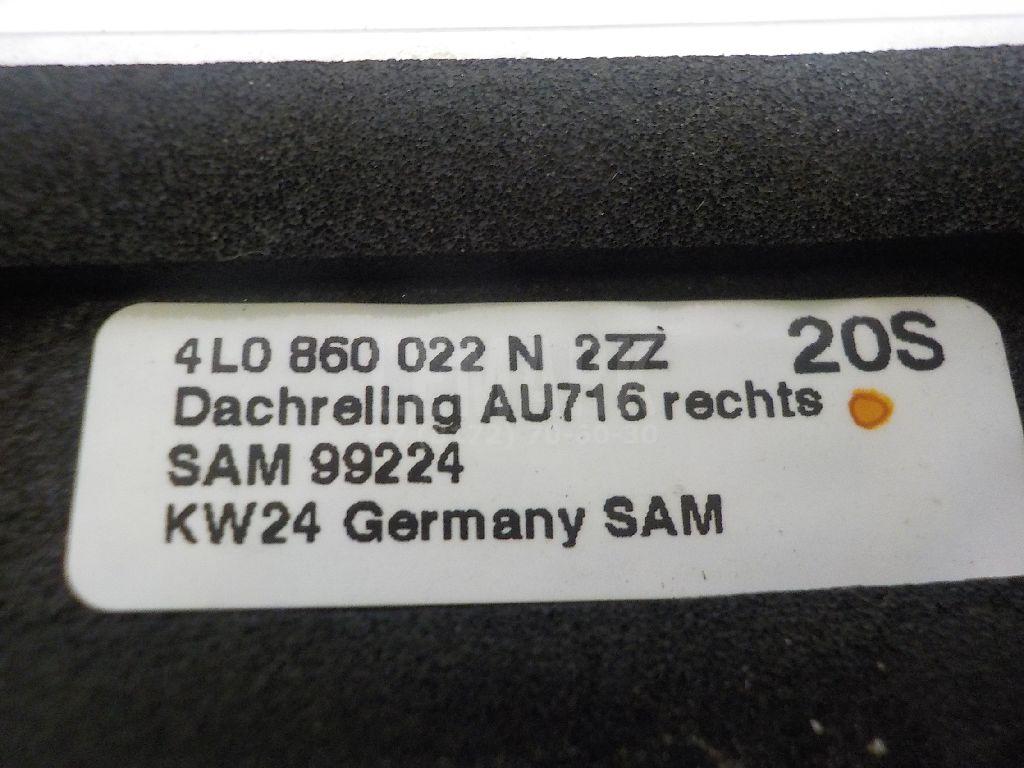 4L0 860 022 N 2ZZ 20S
Dachreling AU716 rechts
SAM 99224
KW24 Germany SAM